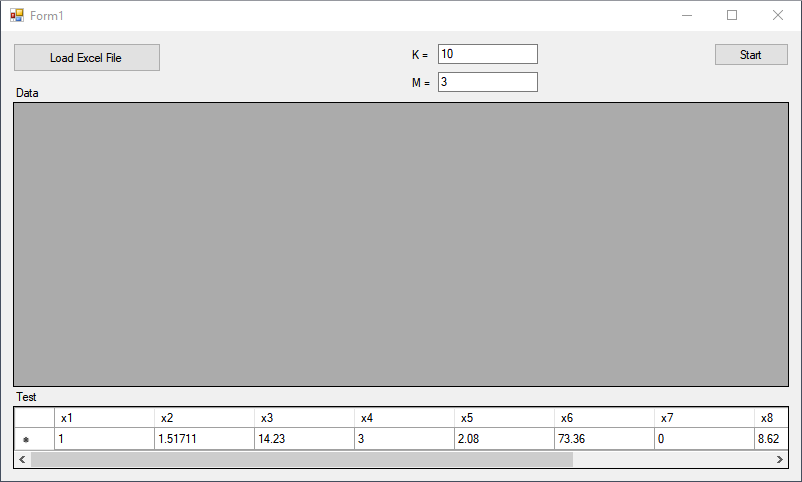 Form1
Load Excel File
K = 10
Start
M = 3
Data
Test
x1 x2 x3 x4 x5 x6 x7 x8
1 1.51711 14.23 3 2.08 73.36 0 8.62